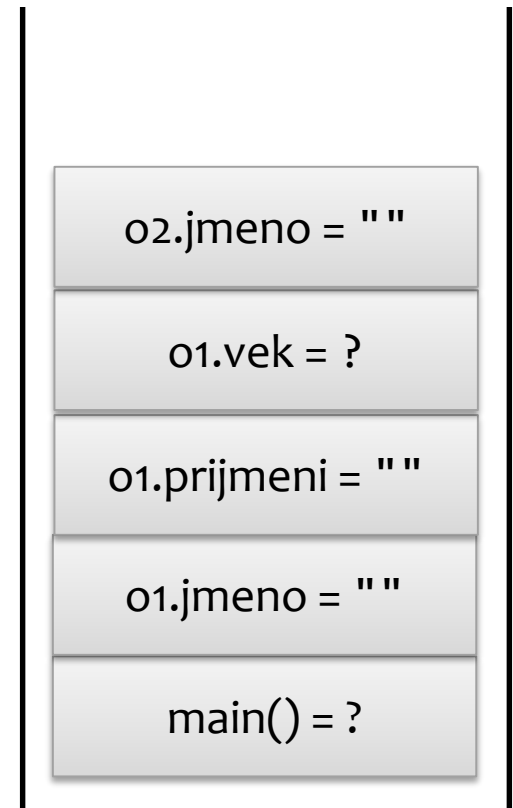 o2.jmeno = ""
o1.vek = ?
o1.prijmeni = ""
o1.jmeno = ""
main() = ?